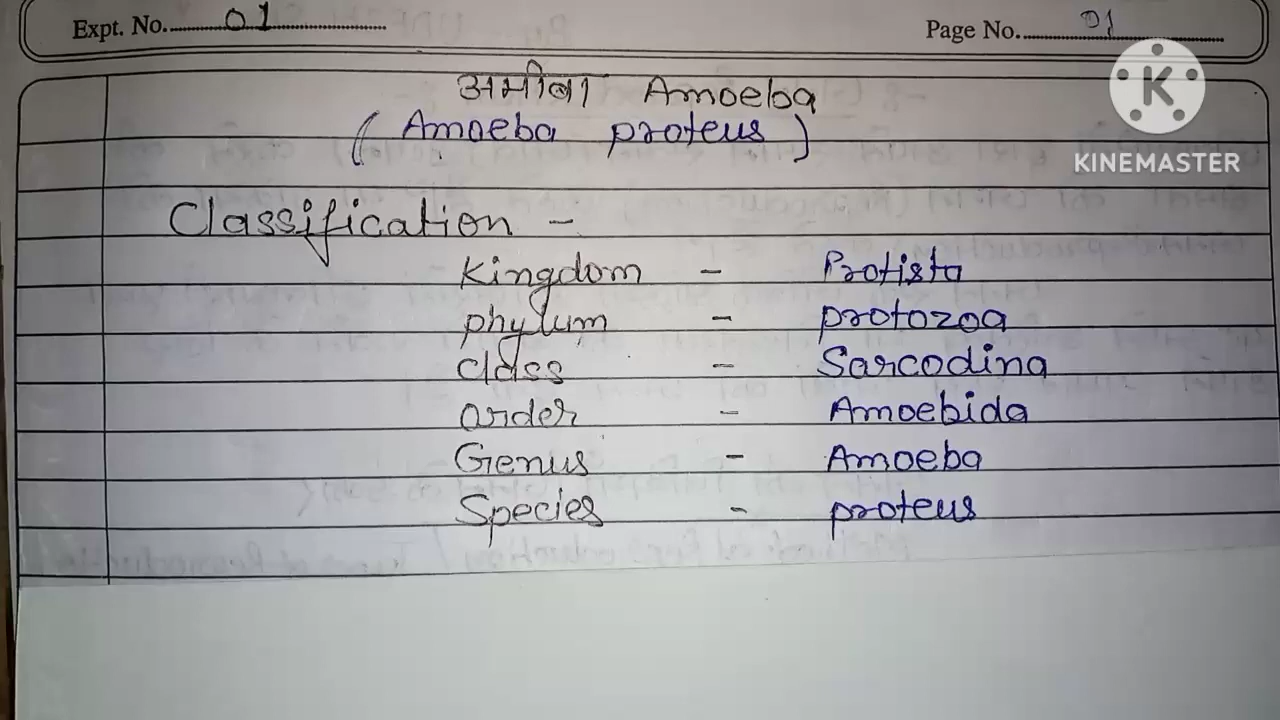 Expt. No. 01
Page No. 01
अमीबा Amoeba
(Amoeba proteus)
K
KINEMASTER
Classification -
Kingdom - Protista
phylum - protozoa
class - Sarcodina
order - Amoebida
Genus - Amoeba
Species - proteus